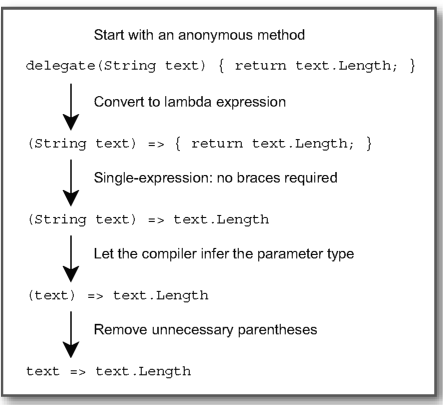 Start with an anonymous method
delegate(String text) { return text.Length; }
Convert to lambda expression
(String text) => { return text.Length; }
Single-expression: no braces required
(String text) => text.Length
Let the compiler infer the parameter type
(text) => text.Length
Remove unnecessary parentheses
text => text.Length